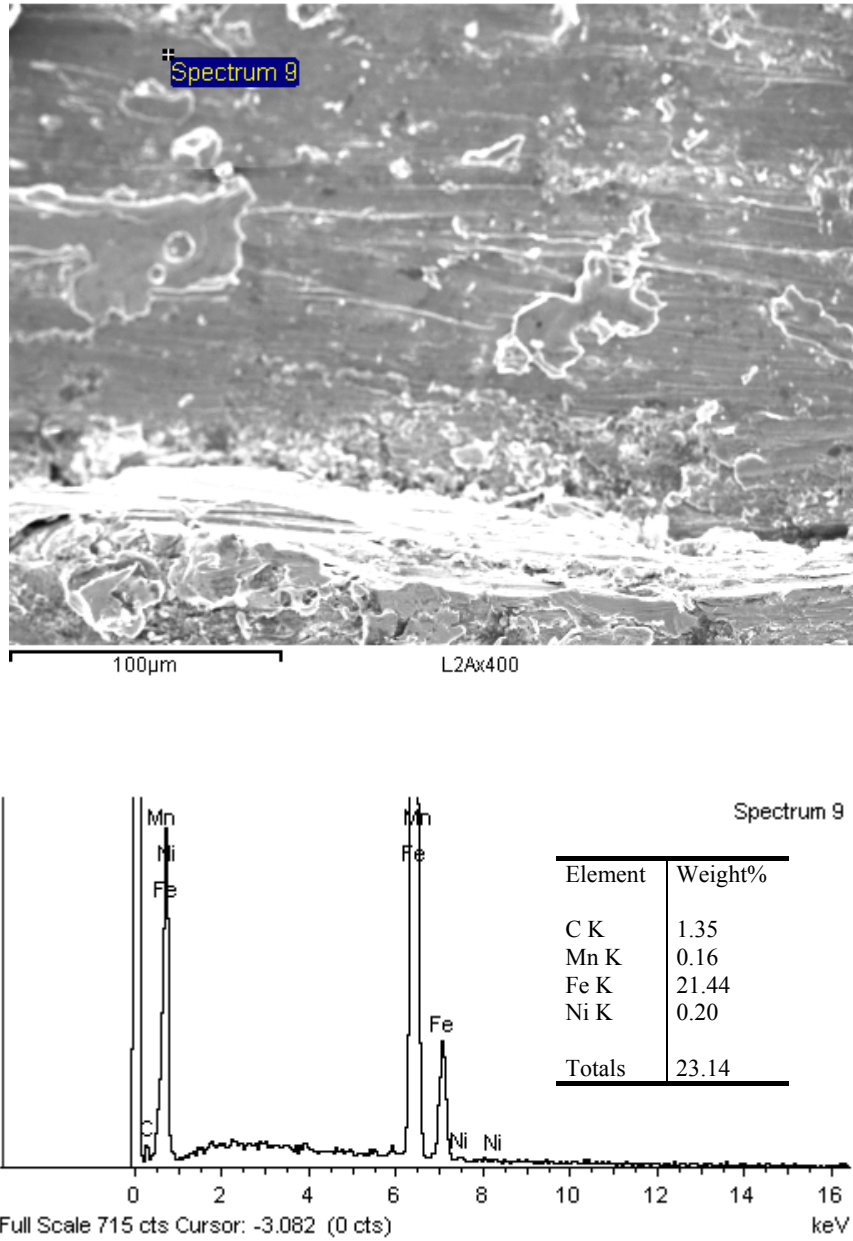 Spectrum 9
100μm L2Ax400
Spectrum 9
Mn Mn
Ni Fe
Fe
Fe
C
Ni Ni
Element Weight%
C K 1.35
Mn K 0.16
Fe K 21.44
Ni K 0.20
Totals 23.14
0 2 4 6 8 10 12 14 16
Full Scale 715 cts Cursor: -3.082 (0 cts) keV